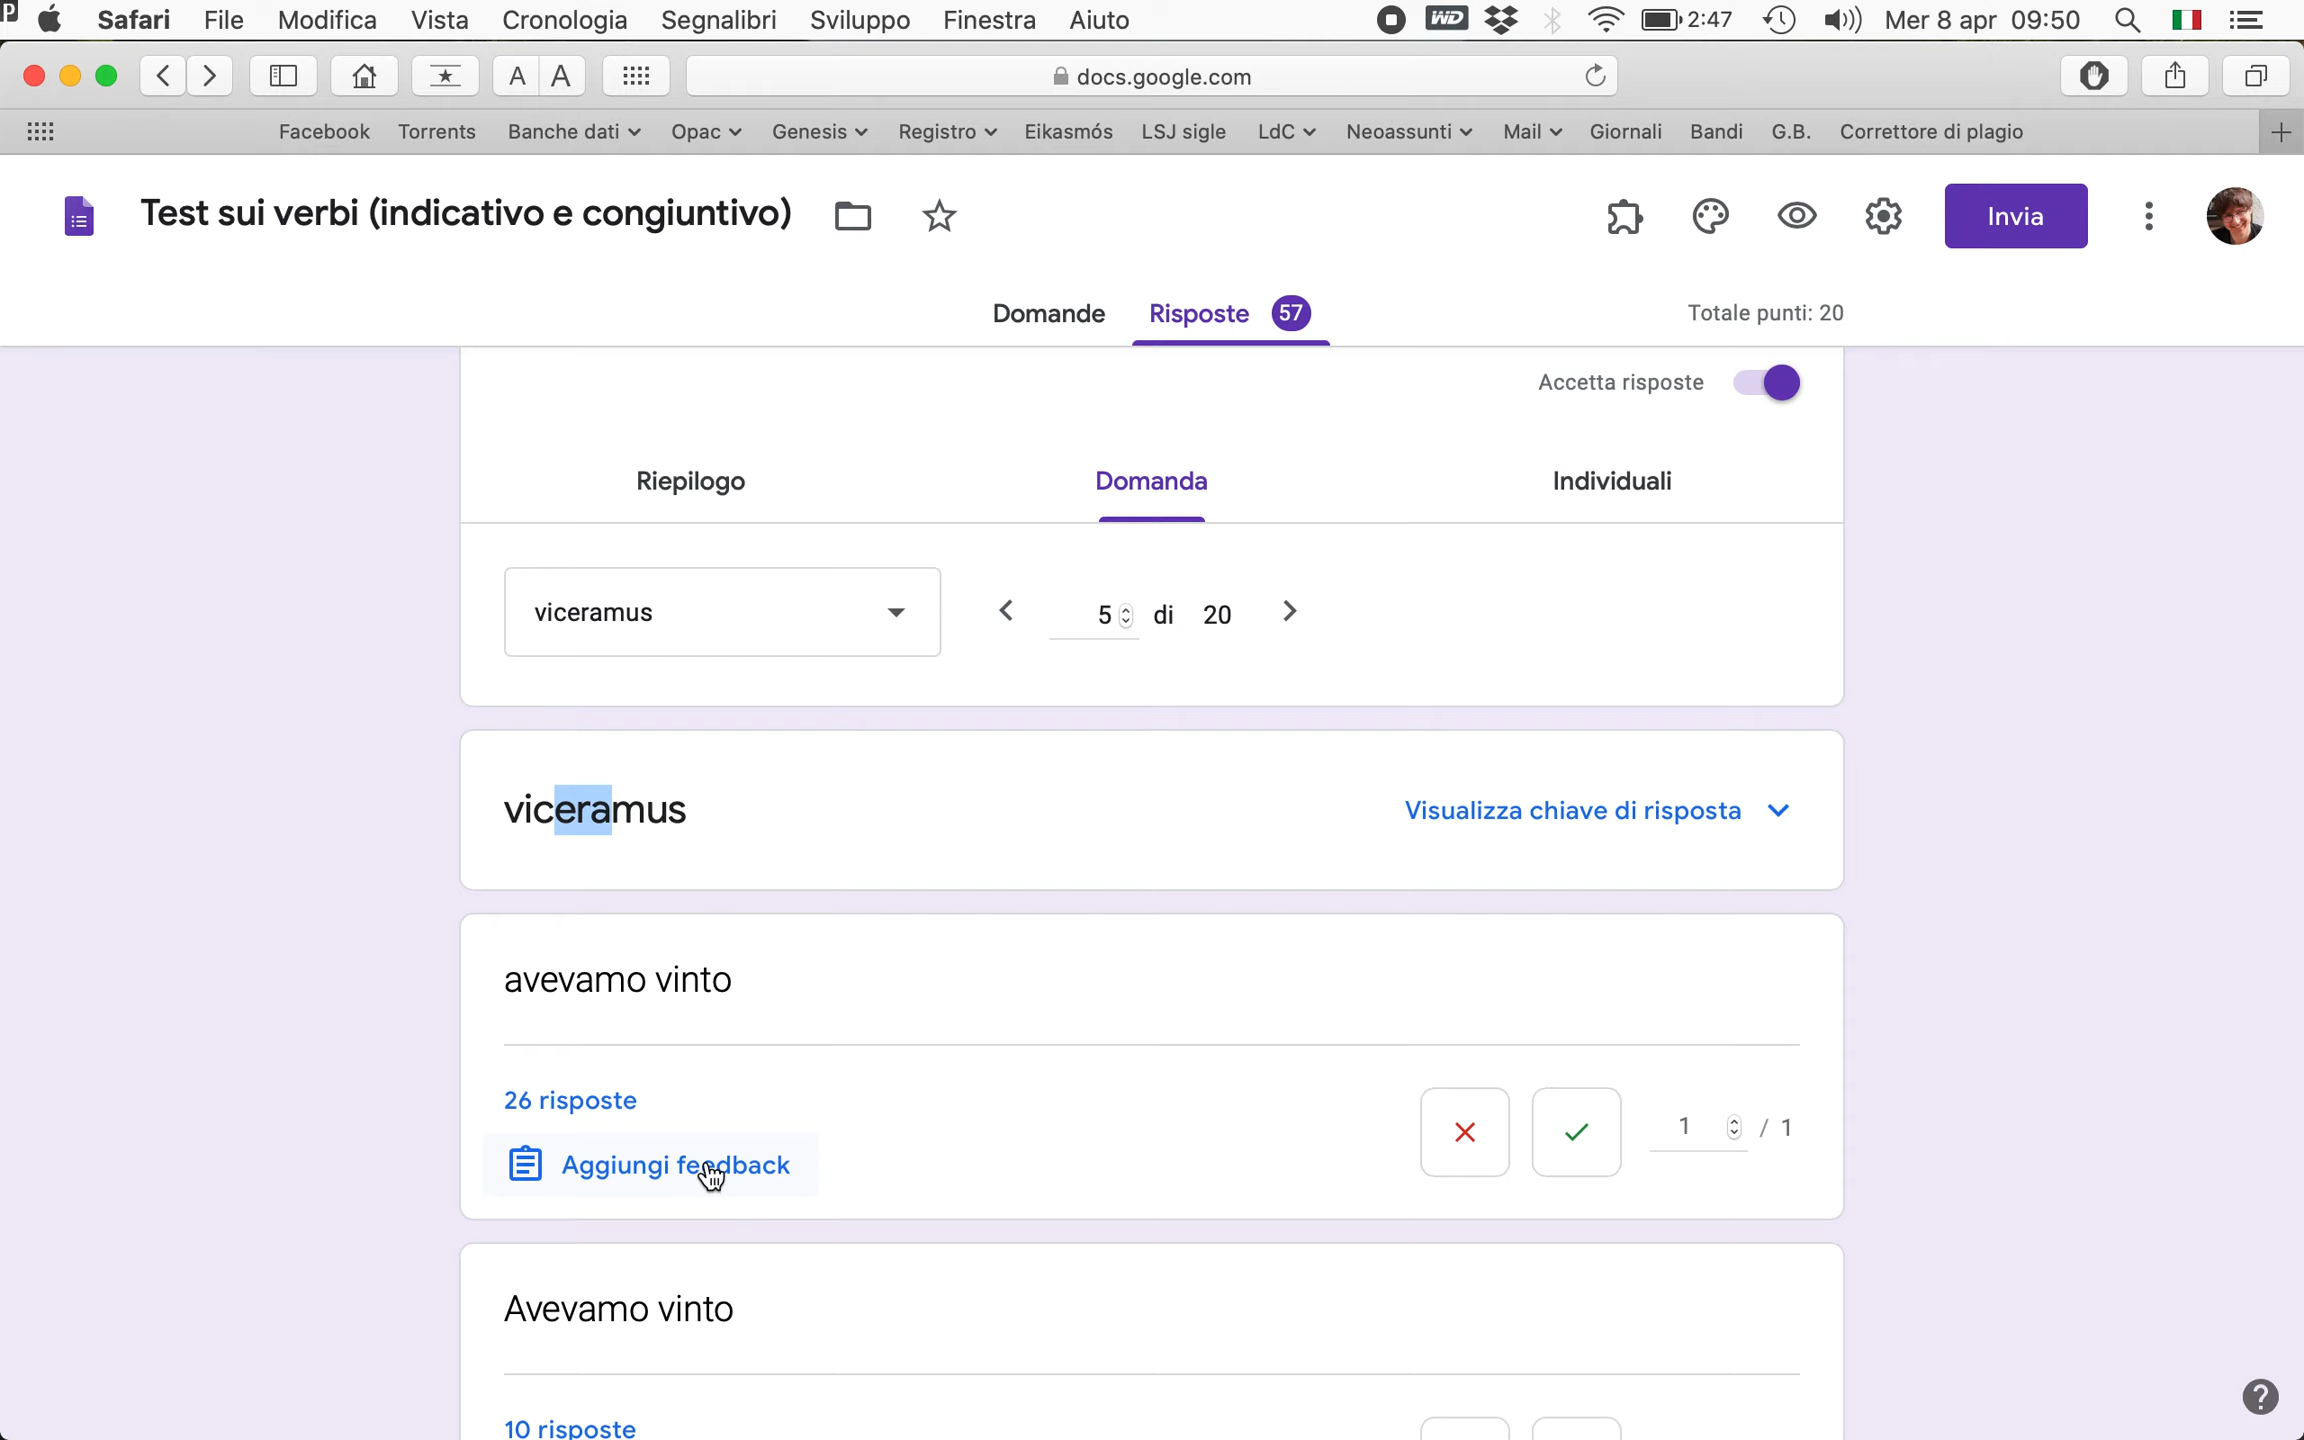 P Safari File Modifica Vista Cronologia Segnalibri Sviluppo Finestra Aiuto WD 2:47 Mer 8 apr 09:50
A A docs.google.com
Facebook Torrents Banche dati Opac Genesis Registro Eikasmós LSJ sigle LdC Neoassunti Mail Giornali Bandi G.B. Correttore di plagio
Test sui verbi (indicativo e congiuntivo) Invia
Domande Risposte 57 Totale punti: 20
Accetta risposte
Riepilogo Domanda Individuali
viceramus 5 di 20
viceramus Visualizza chiave di risposta
avevamo vinto
26 risposte
1 / 1
Aggiungi feedback
Avevamo vinto
10 risposte